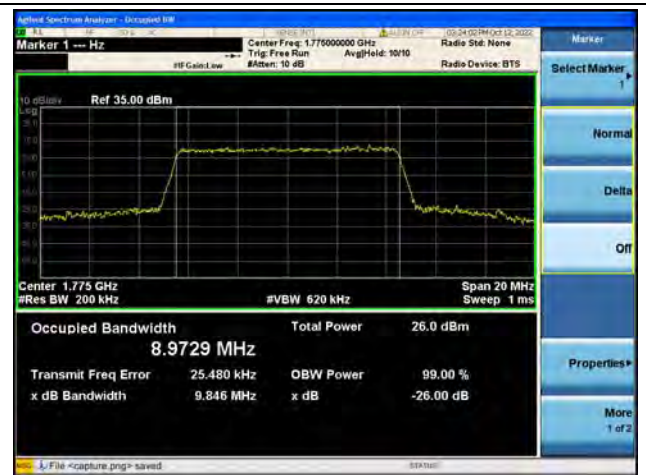 Agilent Spectrum Analyzer - Occupied BW
Marker 1 --- Hz
Center Freq: 1.775000000 GHz
03:24:02 PM Oct 12, 2022
Radio Std: None
Trig: Free Run
Avg|Hold: 10/10
#IFGain:Low
#Atten: 10 dB
Radio Device: BTS
10 dB/div
Ref 35.00 dBm
Log
Center 1.775 GHz
Span 20 MHz
#Res BW 200 kHz
#VBW 620 kHz
Sweep 1 ms
Occupied Bandwidth
Total Power
26.0 dBm
8.9729 MHz
Transmit Freq Error
25.480 kHz
OBW Power
99.00 %
x dB Bandwidth
9.846 MHz
x dB
-26.00 dB
MSG
File <capture.png> saved
STATUS
Marker
Select Marker
1
Normal
Delta
Off
Properties
More
1 of 2